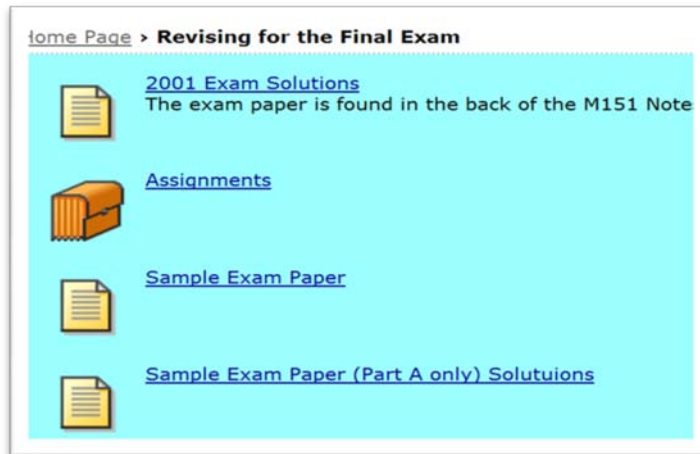 Home Page › Revising for the Final Exam
2001 Exam Solutions
The exam paper is found in the back of the M151 Note
Assignments
Sample Exam Paper
Sample Exam Paper (Part A only) Solutuions